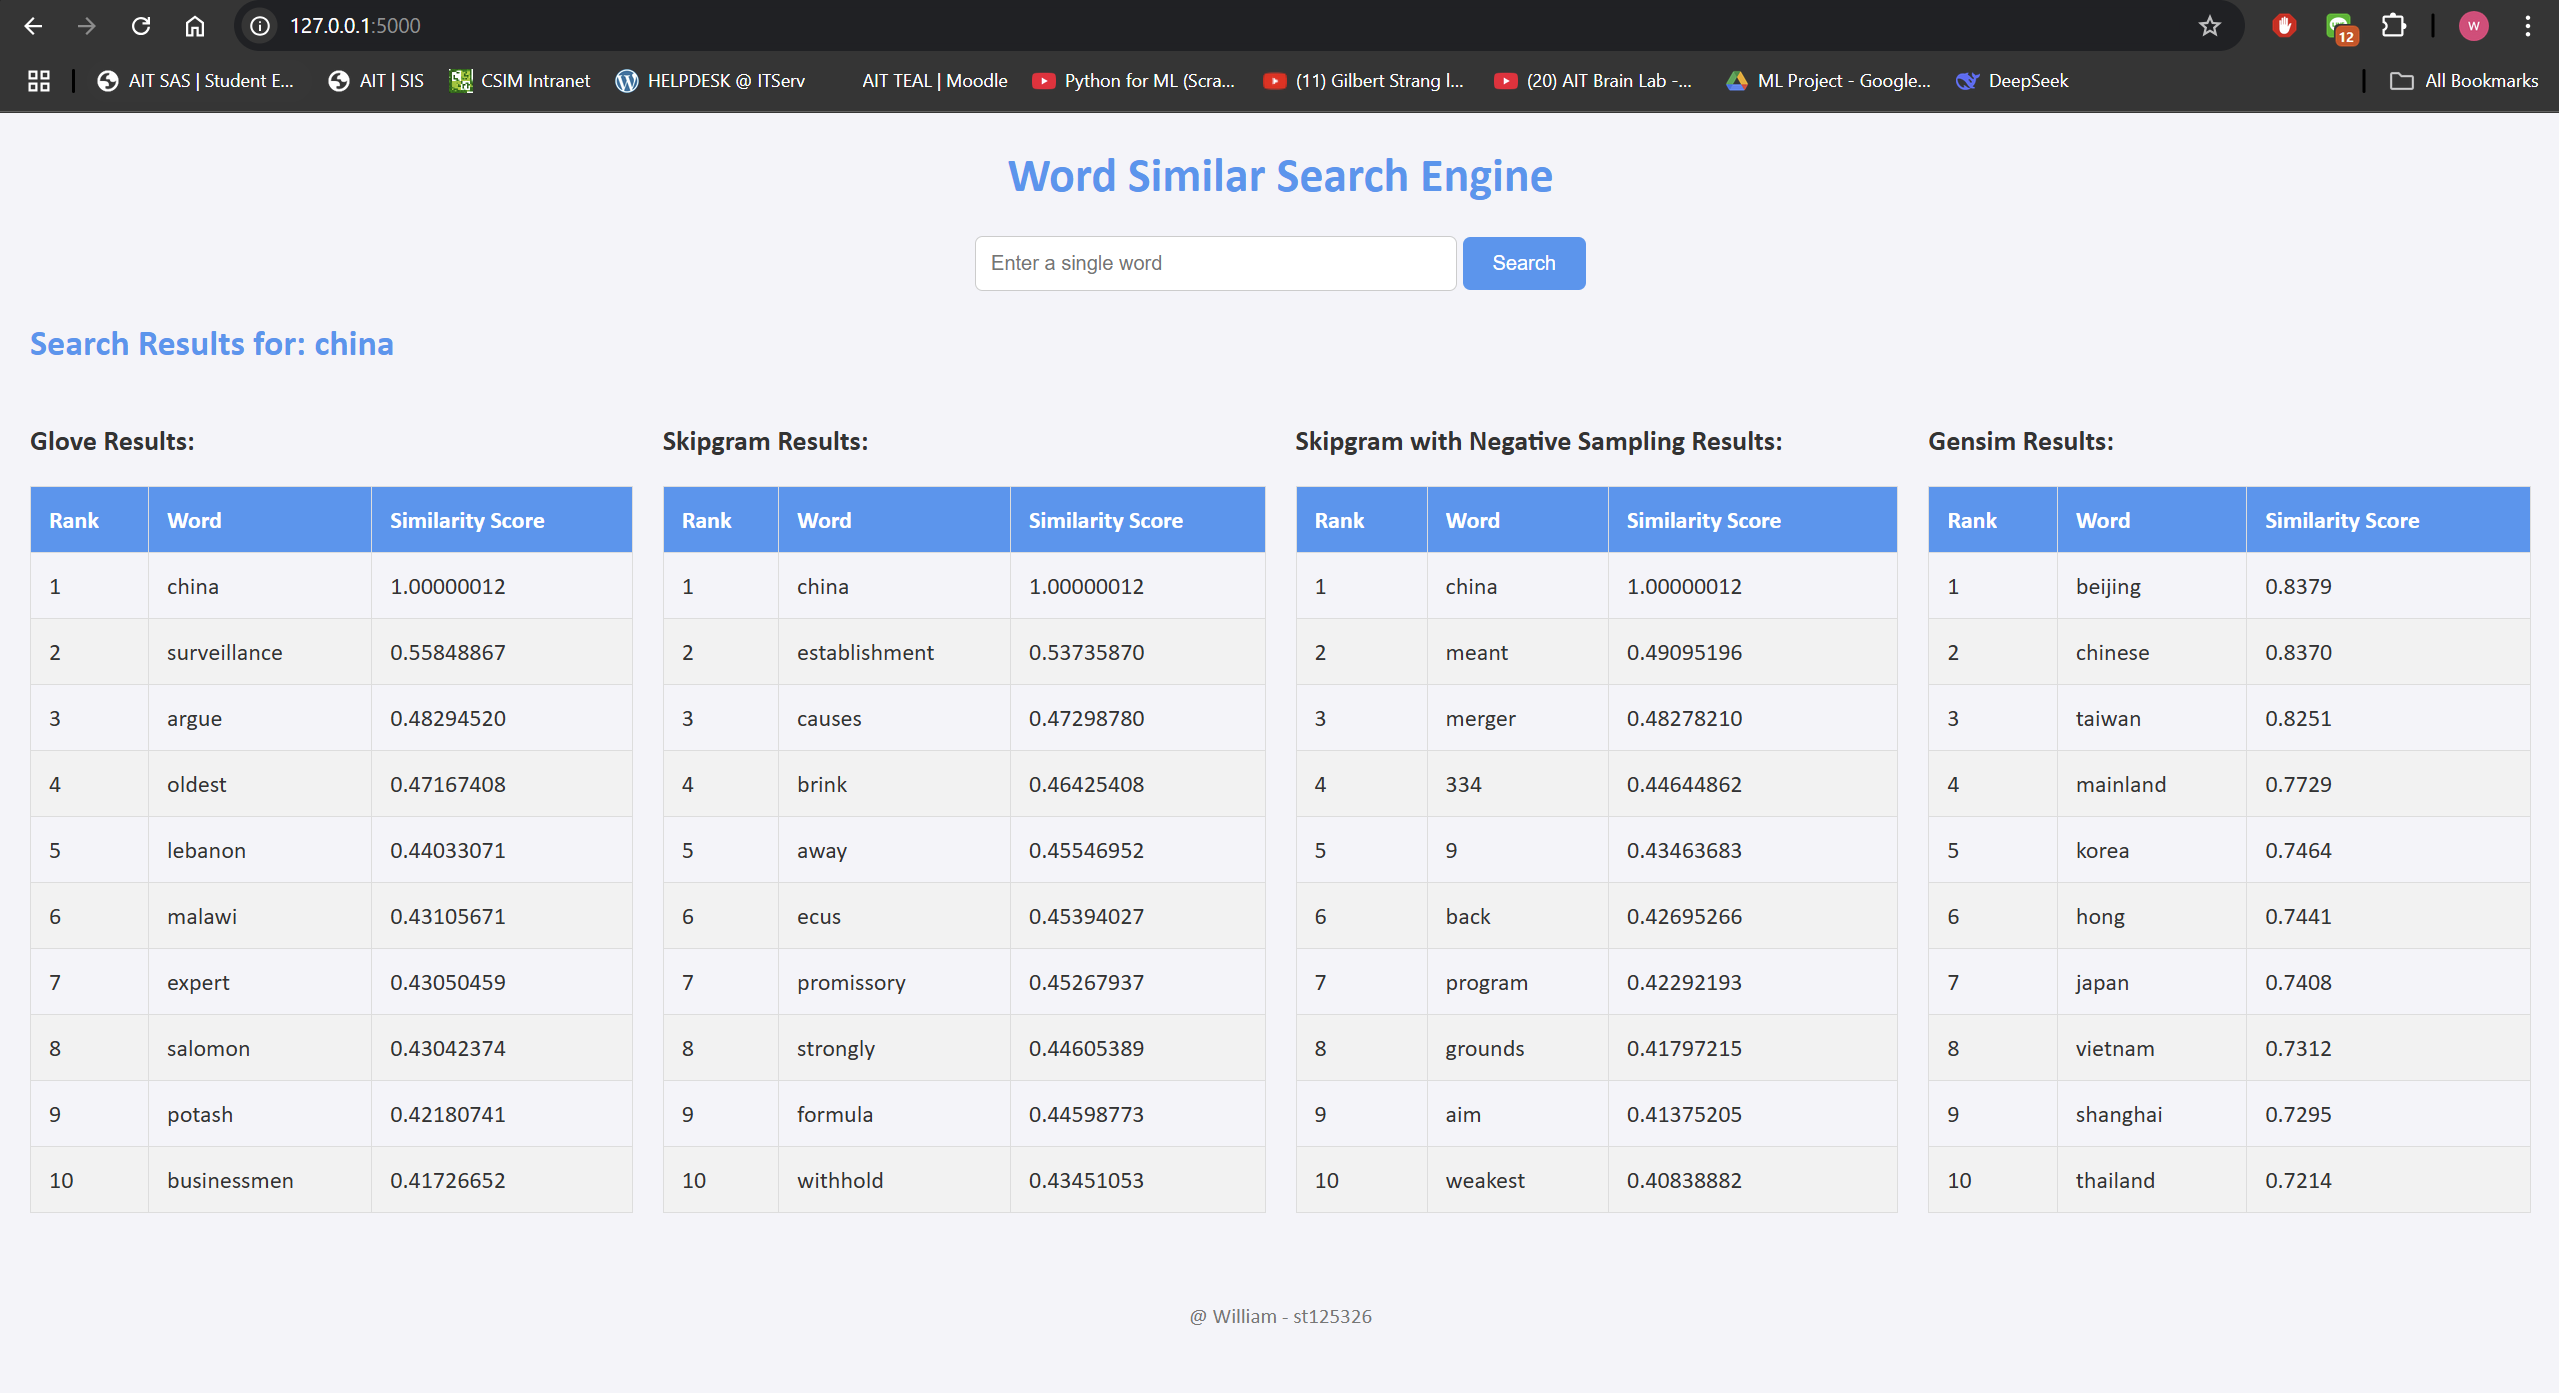 127.0.0.1:5000
12
W
AIT SAS | Student E... AIT | SIS CSIM Intranet HELPDESK @ ITServ AIT TEAL | Moodle Python for ML (Scra... (11) Gilbert Strang l... (20) AIT Brain Lab -... ML Project - Google... DeepSeek All Bookmarks
Word Similar Search Engine
Enter a single word Search
Search Results for: china
Glove Results:
Rank Word Similarity Score
1 china 1.00000012
2 surveillance 0.55848867
3 argue 0.48294520
4 oldest 0.47167408
5 lebanon 0.44033071
6 malawi 0.43105671
7 expert 0.43050459
8 salomon 0.43042374
9 potash 0.42180741
10 businessmen 0.41726652
Skipgram Results:
Rank Word Similarity Score
1 china 1.00000012
2 establishment 0.53735870
3 causes 0.47298780
4 brink 0.46425408
5 away 0.45546952
6 ecus 0.45394027
7 promissory 0.45267937
8 strongly 0.44605389
9 formula 0.44598773
10 withhold 0.43451053
Skipgram with Negative Sampling Results:
Rank Word Similarity Score
1 china 1.00000012
2 meant 0.49095196
3 merger 0.48278210
4 334 0.44644862
5 9 0.43463683
6 back 0.42695266
7 program 0.42292193
8 grounds 0.41797215
9 aim 0.41375205
10 weakest 0.40838882
Gensim Results:
Rank Word Similarity Score
1 beijing 0.8379
2 chinese 0.8370
3 taiwan 0.8251
4 mainland 0.7729
5 korea 0.7464
6 hong 0.7441
7 japan 0.7408
8 vietnam 0.7312
9 shanghai 0.7295
10 thailand 0.7214
@ William - st125326